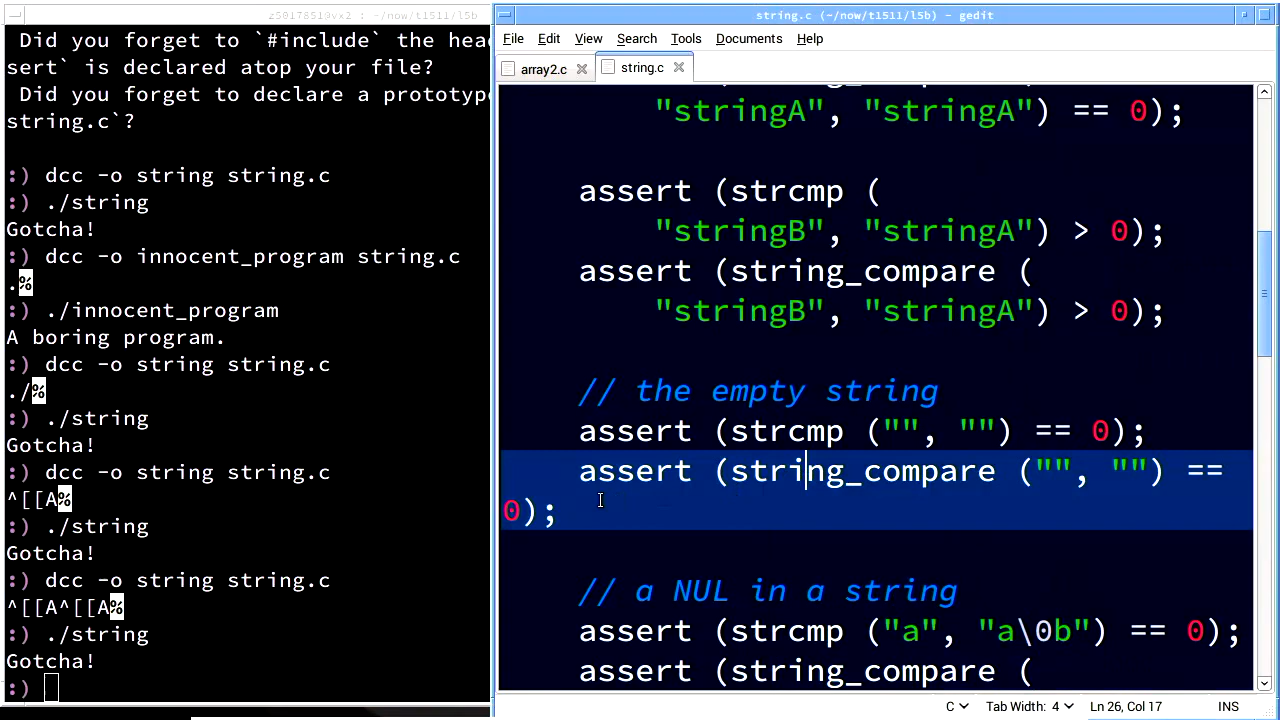 z5017851@vx2 : ~/now/t1511/l5b
Did you forget to `#include` the hea
sert` is declared atop your file?
Did you forget to declare a prototype
string.c`?
:) dcc -o string string.c
:) ./string
Gotcha!
:) dcc -o innocent_program string.c
.%
:) ./innocent_program
A boring program.
:) dcc -o string string.c
./%
:) ./string
Gotcha!
:) dcc -o string string.c
^[[A%
:) ./string
Gotcha!
:) dcc -o string string.c
^[[A^[[A%
:) ./string
Gotcha!
:)
string.c (~/now/t1511/l5b) - gedit
File Edit View Search Tools Documents Help
array2.c string.c
"stringA", "stringA") == 0);
assert (strcmp (
"stringB", "stringA") > 0);
assert (string_compare (
"stringB", "stringA") > 0);
// the empty string
assert (strcmp ("", "") == 0);
assert (string_compare ("", "") ==
0);
// a NUL in a string
assert (strcmp ("a", "a\0b") == 0);
assert (string_compare (
C Tab Width: 4 Ln 26, Col 17 INS